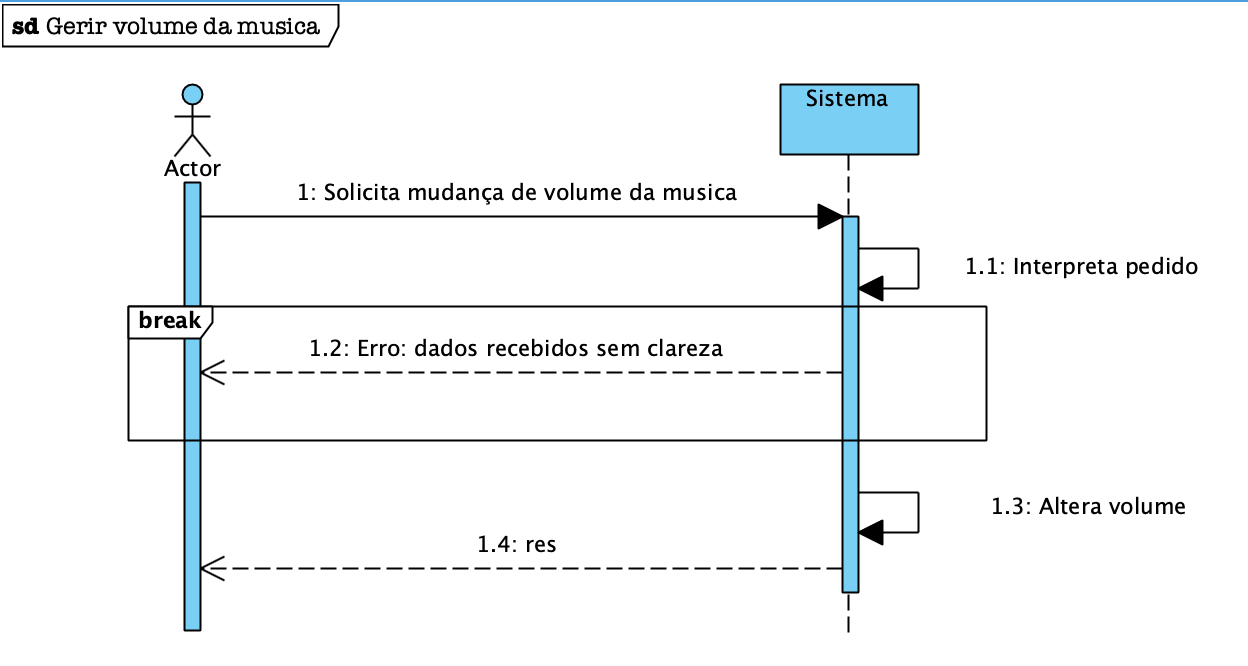 sd Gerir volume da musica
Sistema
Actor
1: Solicita mudança de volume da musica
1.1: Interpreta pedido
break
1.2: Erro: dados recebidos sem clareza
1.3: Altera volume
1.4: res